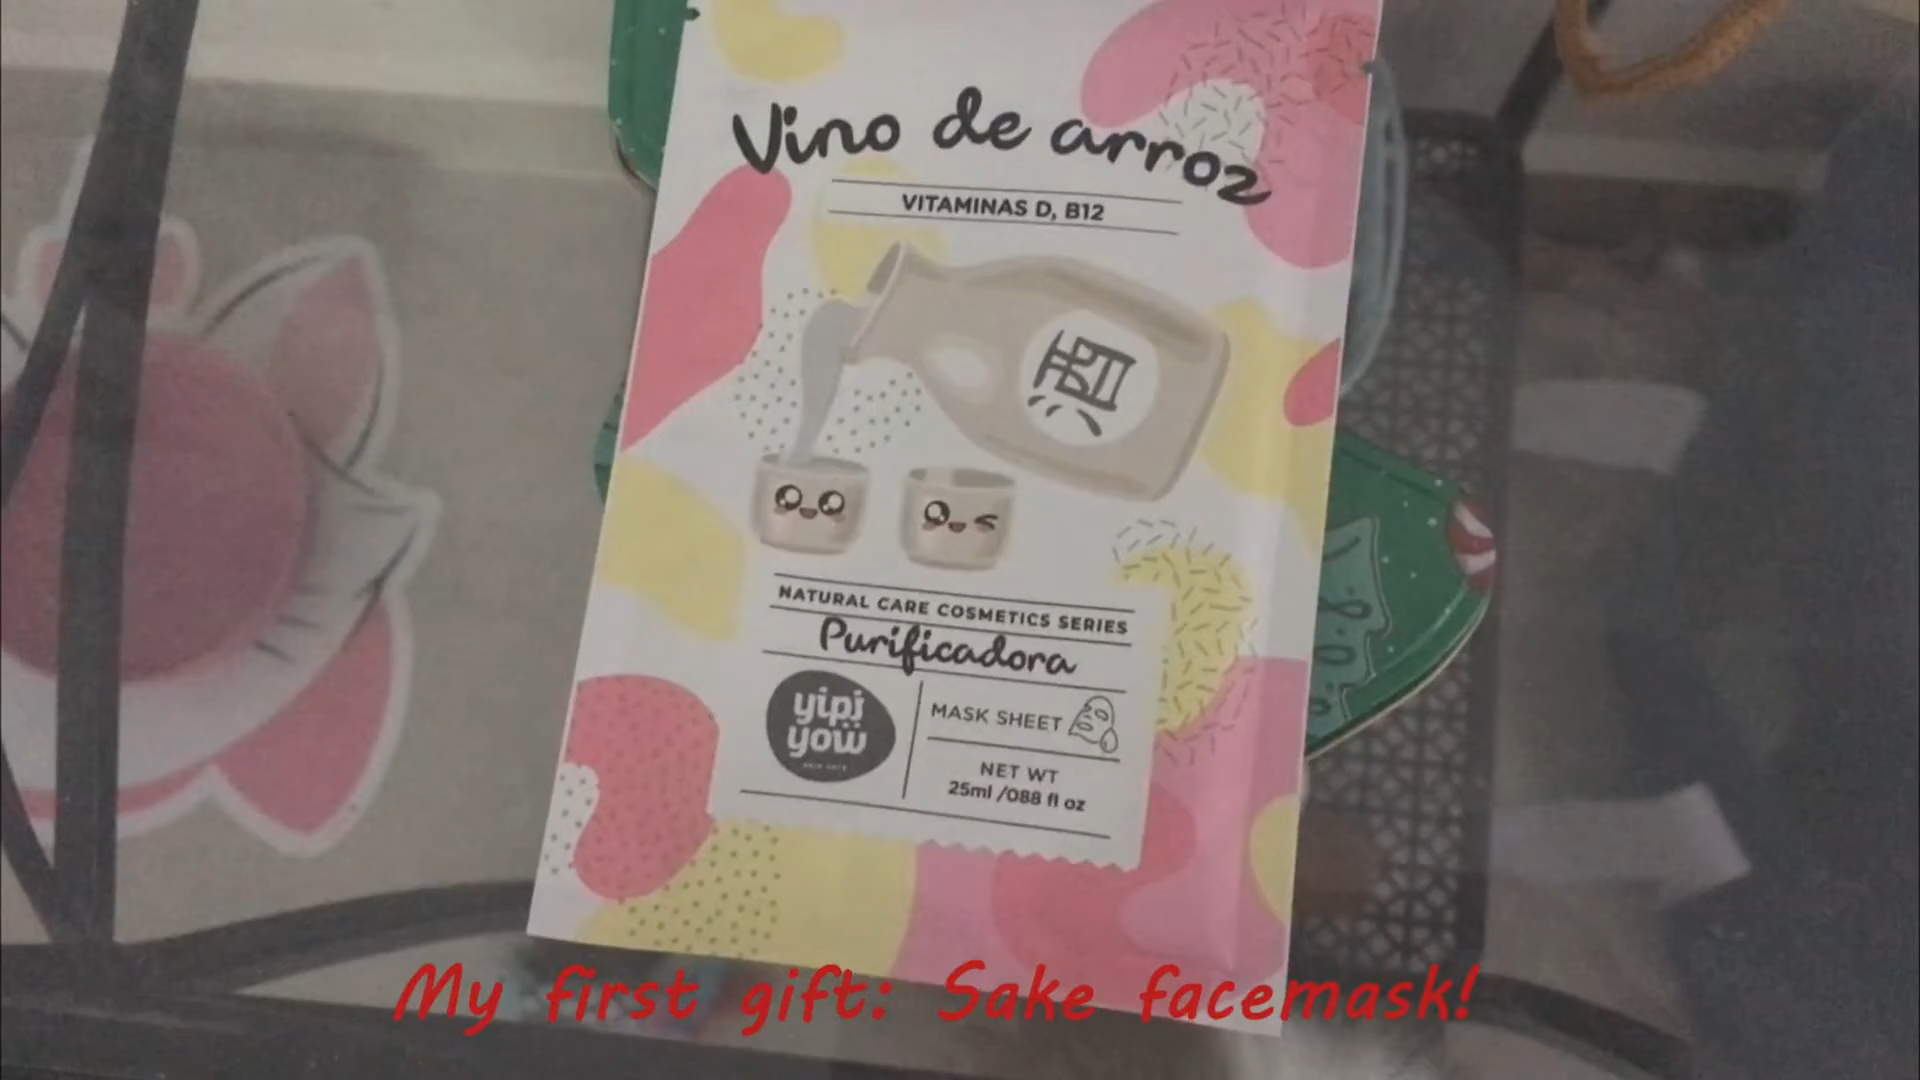 Vino de arroz
VITAMINAS D, B12
NATURAL CARE COSMETICS SERIES
Purificadora
yipi
yow
MASK SHEET
NET WT
25ml /088 fl oz
My first gift: Sake facemask!